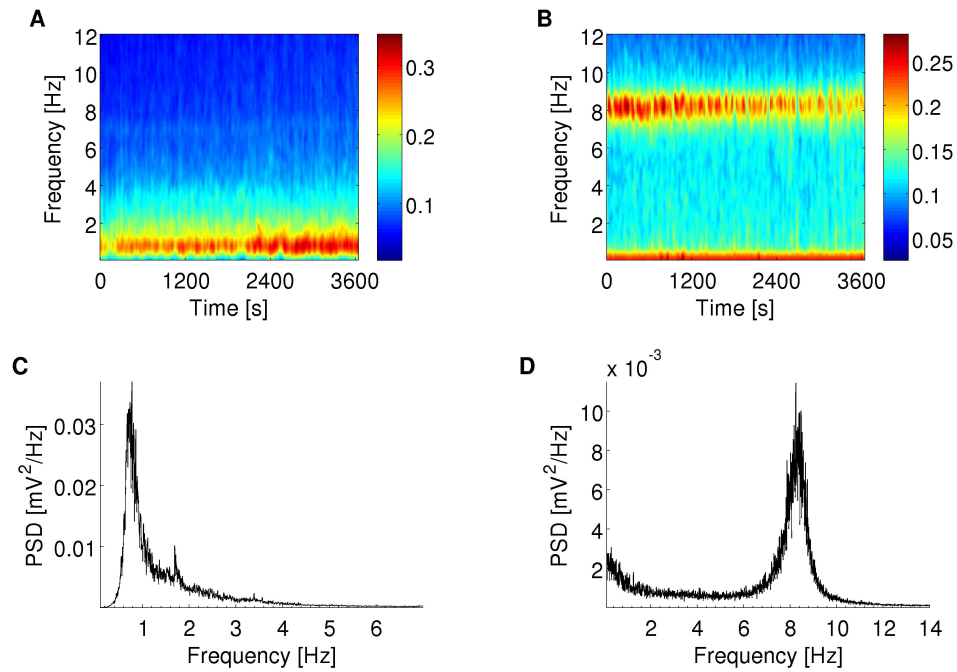 A
12
10
8
6
4
2
Frequency [Hz]
0 1200 2400 3600
Time [s]
0.3
0.2
0.1
B
12
10
8
6
4
2
Frequency [Hz]
0 1200 2400 3600
Time [s]
0.25
0.2
0.15
0.1
0.05
C
0.03
0.02
0.01
PSD [mV²/Hz]
1 2 3 4 5 6
Frequency [Hz]
D
x 10⁻³
10
8
6
4
2
PSD [mV²/Hz]
2 4 6 8 10 12 14
Frequency [Hz]